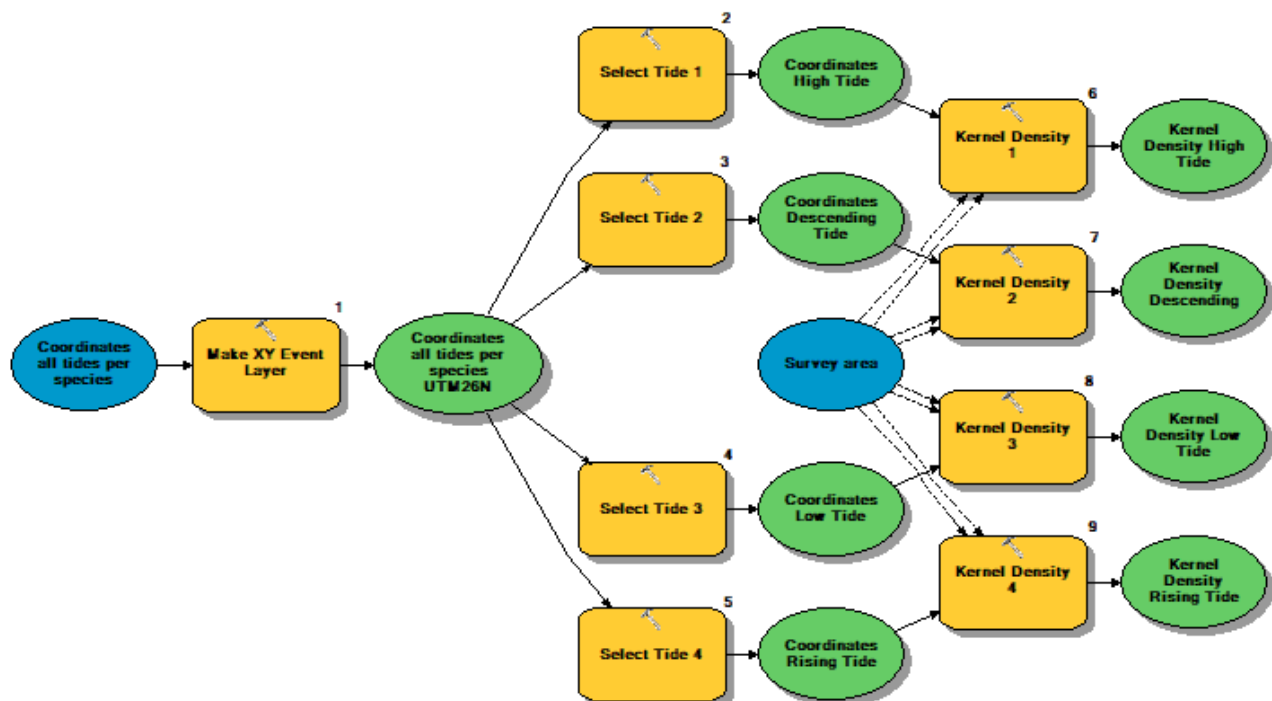 2
Select Tide 1
Coordinates
High Tide
6
Kernel Density
1
Kernel
Density High
Tide
3
Select Tide 2
Coordinates
Descending
Tide
7
Kernel Density
2
Kernel
Density
Descending
Coordinates
all tides per
species
1
Make XY Event
Layer
Coordinates
all tides per
species
UTM26N
Survey area
8
Kernel Density
3
Kernel
Density Low
Tide
4
Select Tide 3
Coordinates
Low Tide
9
Kernel Density
4
Kernel
Density
Rising Tide
5
Select Tide 4
Coordinates
Rising Tide